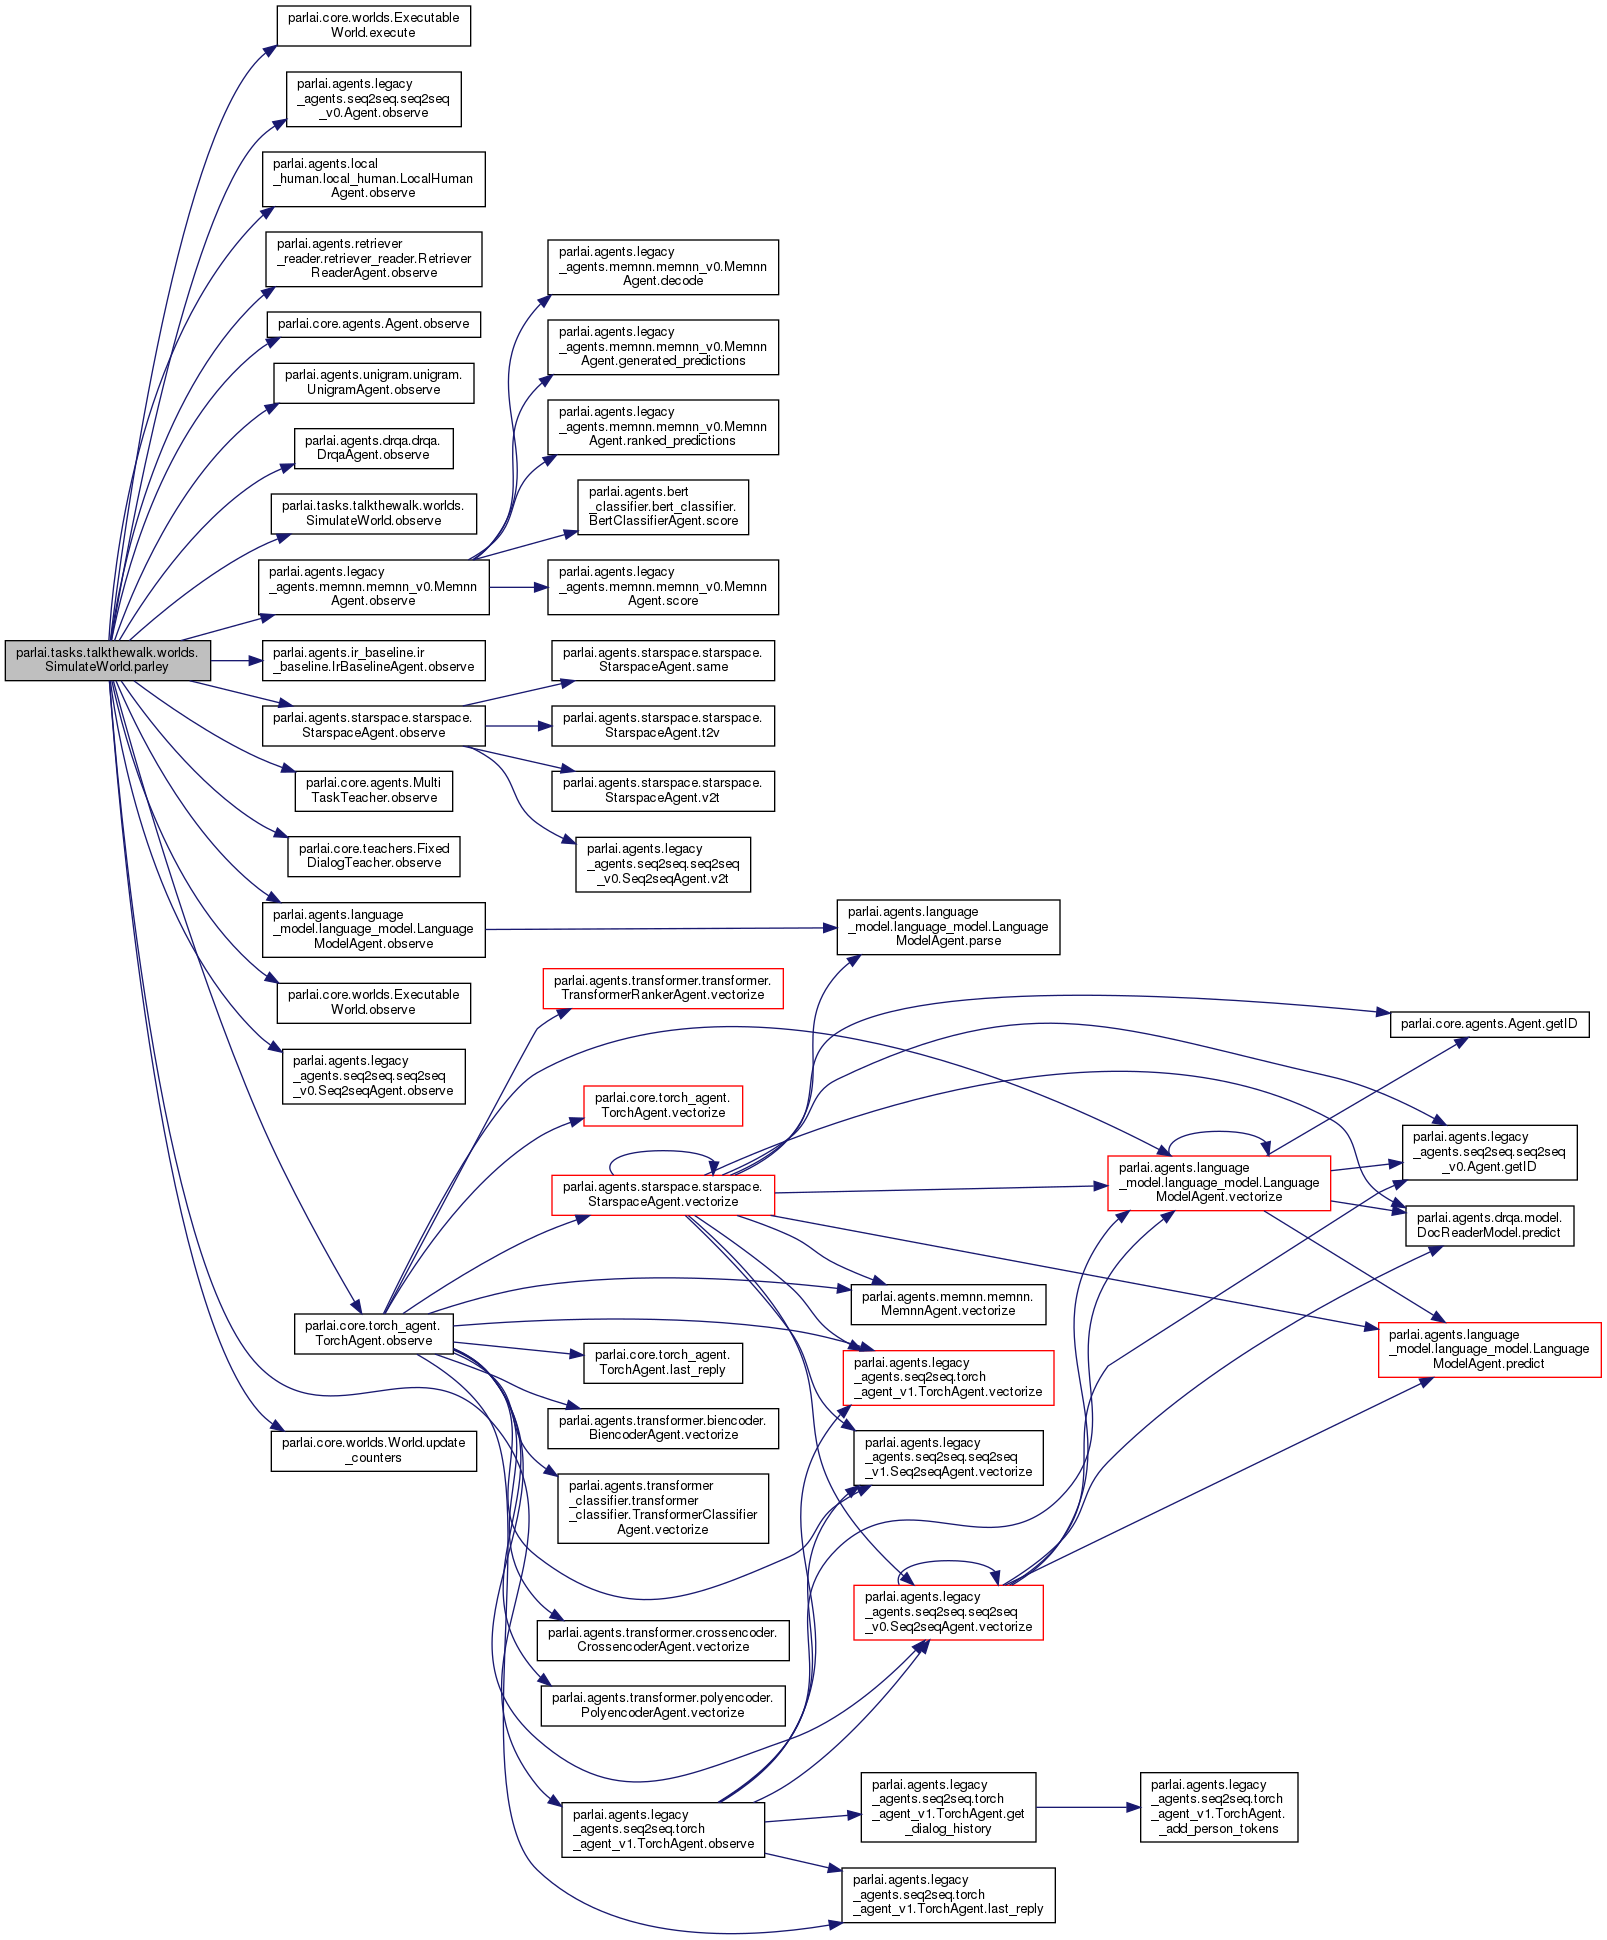 parlai.core.worlds.Executable
World.execute
parlai.agents.legacy
_agents.seq2seq.seq2seq
_v0.Agent.observe
parlai.agents.local
_human.local_human.LocalHuman
Agent.observe
parlai.agents.retriever
_reader.retriever_reader.Retriever
ReaderAgent.observe
parlai.core.agents.Agent.observe
parlai.agents.unigram.unigram.
UnigramAgent.observe
parlai.agents.drqa.drqa.
DrqaAgent.observe
parlai.tasks.talkthewalk.worlds.
SimulateWorld.observe
parlai.agents.legacy
_agents.memnn.memnn_v0.Memnn
Agent.observe
parlai.tasks.talkthewalk.worlds.
SimulateWorld.parley
parlai.agents.ir_baseline.ir
_baseline.IrBaselineAgent.observe
parlai.agents.starspace.starspace.
StarspaceAgent.observe
parlai.core.agents.Multi
TaskTeacher.observe
parlai.core.teachers.Fixed
DialogTeacher.observe
parlai.agents.language
_model.language_model.Language
ModelAgent.observe
parlai.core.worlds.Executable
World.observe
parlai.agents.legacy
_agents.seq2seq.seq2seq
_v0.Seq2seqAgent.observe
parlai.core.torch_agent.
TorchAgent.observe
parlai.core.worlds.World.update
_counters
parlai.agents.legacy
_agents.memnn.memnn_v0.Memnn
Agent.decode
parlai.agents.legacy
_agents.memnn.memnn_v0.Memnn
Agent.generated_predictions
parlai.agents.legacy
_agents.memnn.memnn_v0.Memnn
Agent.ranked_predictions
parlai.agents.bert
_classifier.bert_classifier.
BertClassifierAgent.score
parlai.agents.legacy
_agents.memnn.memnn_v0.Memnn
Agent.score
parlai.agents.starspace.starspace.
StarspaceAgent.same
parlai.agents.starspace.starspace.
StarspaceAgent.t2v
parlai.agents.starspace.starspace.
StarspaceAgent.v2t
parlai.agents.legacy
_agents.seq2seq.seq2seq
_v0.Seq2seqAgent.v2t
parlai.agents.transformer.transformer.
TransformerRankerAgent.vectorize
parlai.core.torch_agent.
TorchAgent.vectorize
parlai.agents.starspace.starspace.
StarspaceAgent.vectorize
parlai.core.torch_agent.
TorchAgent.last_reply
parlai.agents.transformer.biencoder.
BiencoderAgent.vectorize
parlai.agents.transformer
_classifier.transformer
_classifier.TransformerClassifier
Agent.vectorize
parlai.agents.transformer.crossencoder.
CrossencoderAgent.vectorize
parlai.agents.transformer.polyencoder.
PolyencoderAgent.vectorize
parlai.agents.legacy
_agents.seq2seq.torch
_agent_v1.TorchAgent.observe
parlai.agents.language
_model.language_model.Language
ModelAgent.parse
parlai.agents.memnn.memnn.
MemnnAgent.vectorize
parlai.agents.legacy
_agents.seq2seq.torch
_agent_v1.TorchAgent.vectorize
parlai.agents.legacy
_agents.seq2seq.seq2seq
_v1.Seq2seqAgent.vectorize
parlai.agents.legacy
_agents.seq2seq.seq2seq
_v0.Seq2seqAgent.vectorize
parlai.agents.legacy
_agents.seq2seq.torch
_agent_v1.TorchAgent.get
_dialog_history
parlai.agents.legacy
_agents.seq2seq.torch
_agent_v1.TorchAgent.last_reply
parlai.agents.language
_model.language_model.Language
ModelAgent.vectorize
parlai.agents.legacy
_agents.seq2seq.torch
_agent_v1.TorchAgent.
_add_person_tokens
parlai.core.agents.Agent.getID
parlai.agents.legacy
_agents.seq2seq.seq2seq
_v0.Agent.getID
parlai.agents.drqa.model.
DocReaderModel.predict
parlai.agents.language
_model.language_model.Language
ModelAgent.predict